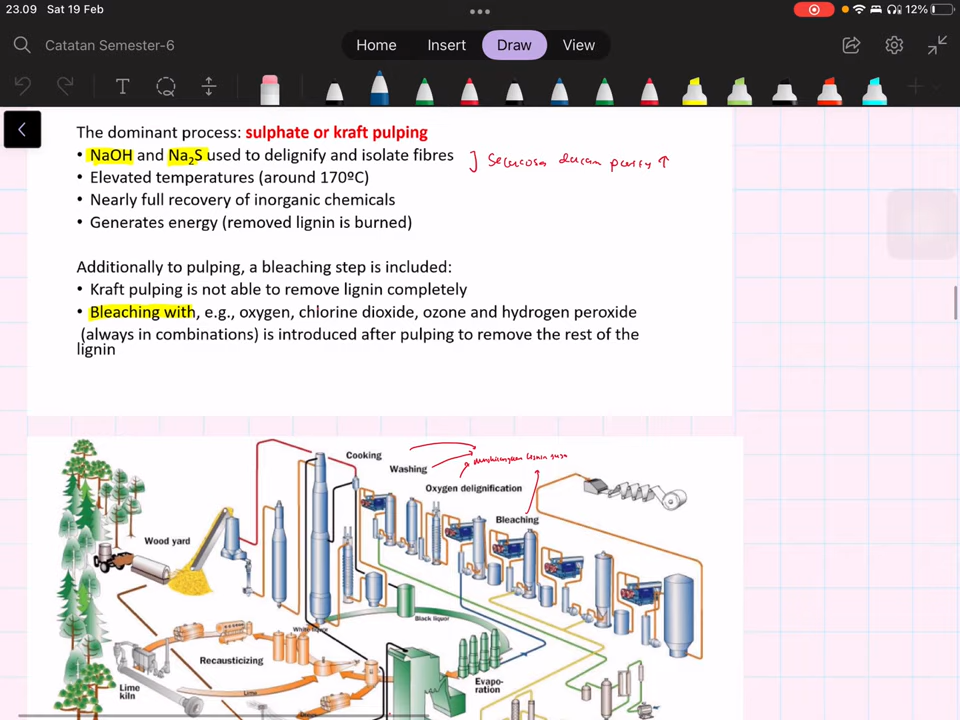 23.09 Sat 19 Feb
12%
Catatan Semester-6
Home Insert Draw View
The dominant process: sulphate or kraft pulping
• NaOH and Na₂S used to delignify and isolate fibres
• Elevated temperatures (around 170ºC)
• Nearly full recovery of inorganic chemicals
• Generates energy (removed lignin is burned)
Additionally to pulping, a bleaching step is included:
• Kraft pulping is not able to remove lignin completely
• Bleaching with, e.g., oxygen, chlorine dioxide, ozone and hydrogen peroxide
(always in combinations) is introduced after pulping to remove the rest of the
lignin
Cooking
Washing
Oxygen delignification
Bleaching
Wood yard
White liquor
Black liquor
Recausticizing
Evapo-
ration
Lime
kiln
Lime